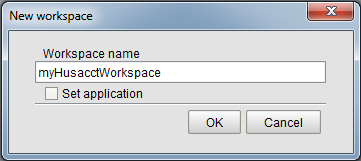 New workspace
Workspace name
myHusacctWorkspace
Set application
OK Cancel